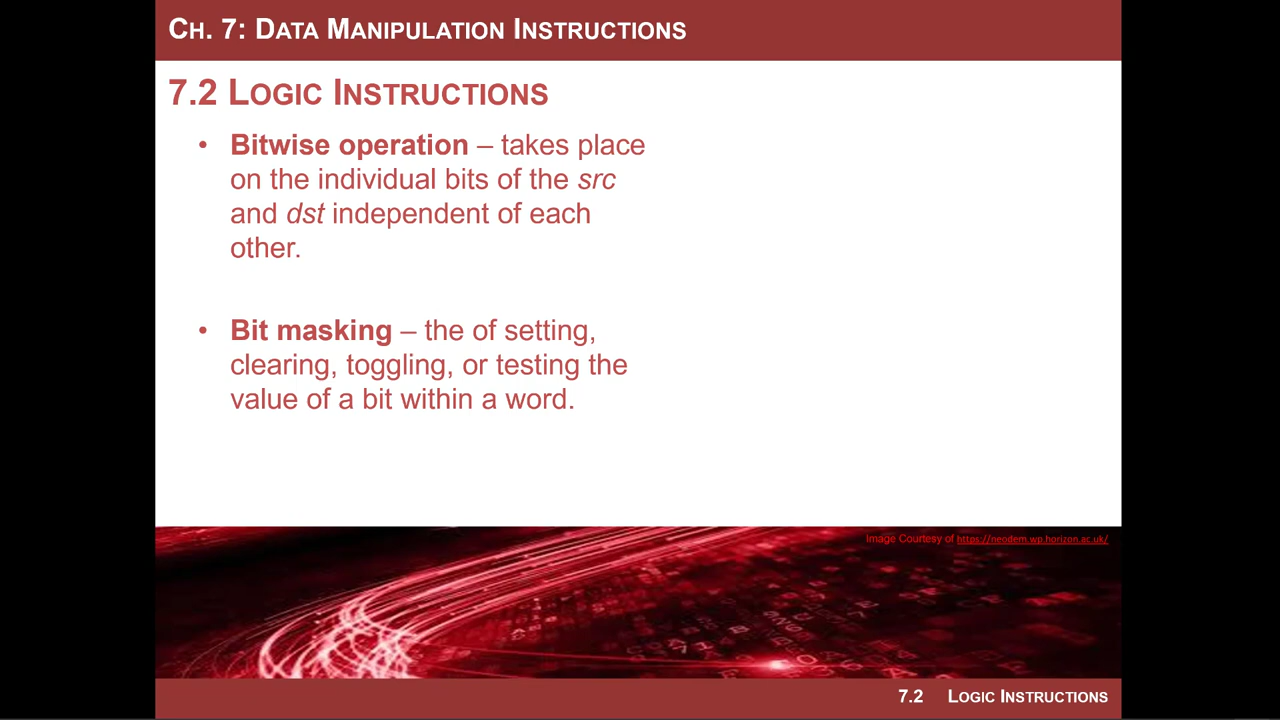 CH. 7: DATA MANIPULATION INSTRUCTIONS
7.2 LOGIC INSTRUCTIONS
• Bitwise operation – takes place
on the individual bits of the src
and dst independent of each
other.
• Bit masking – the of setting,
clearing, toggling, or testing the
value of a bit within a word.
Image Courtesy of https://neodem.wp.horizon.ac.uk/
7.2 LOGIC INSTRUCTIONS